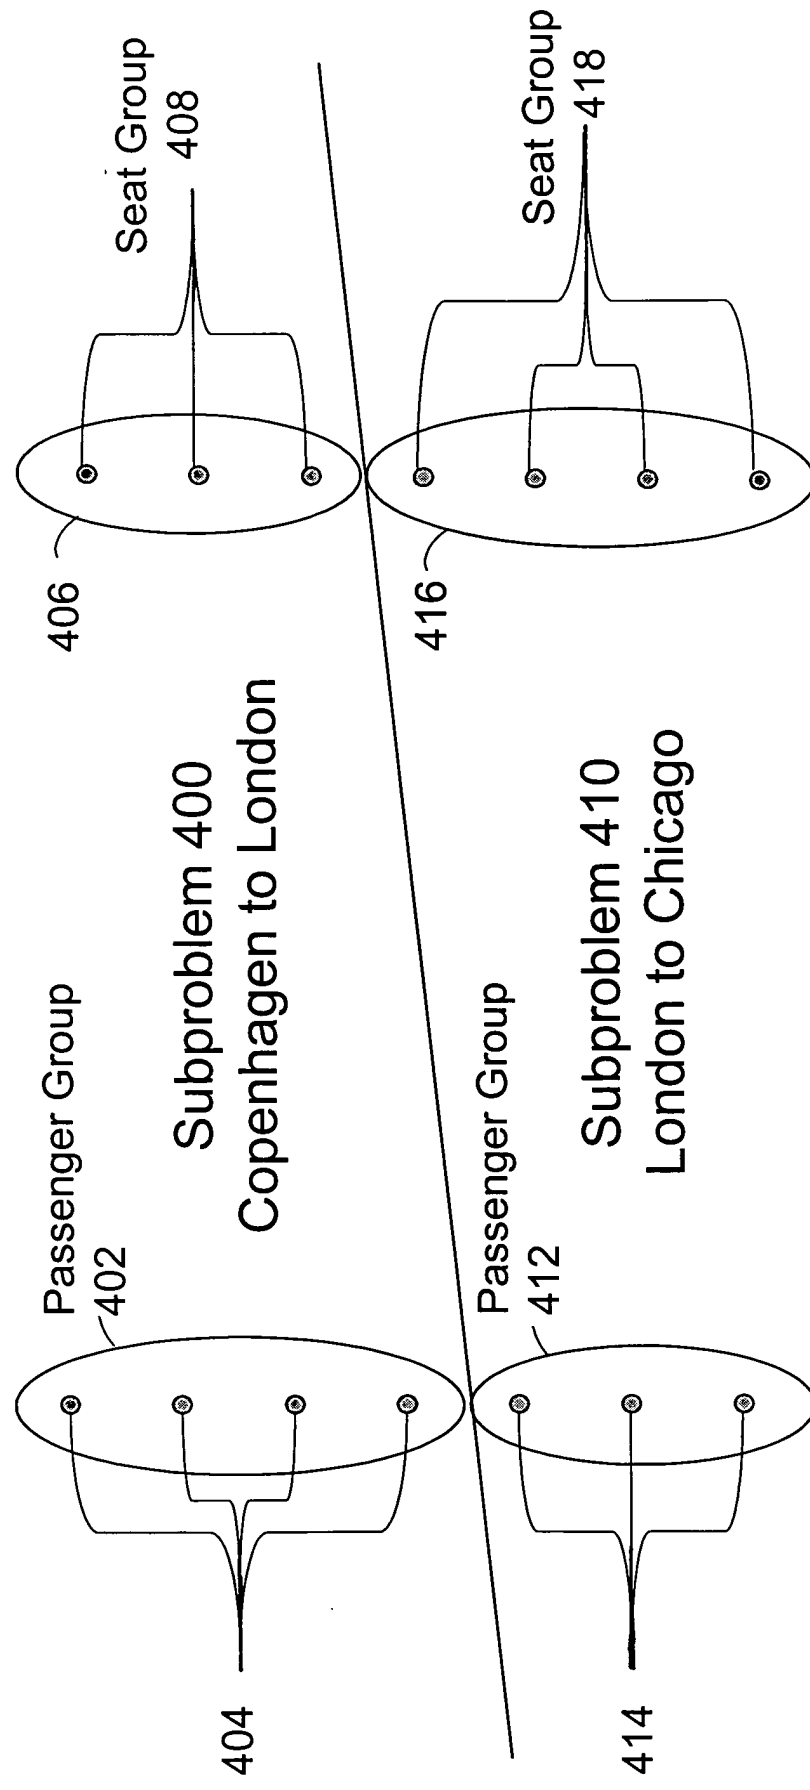 Passenger Group
402
404
Subproblem 400
Copenhagen to London
406
Seat Group
408
Passenger Group
412
414
Subproblem 410
London to Chicago
416
Seat Group
418